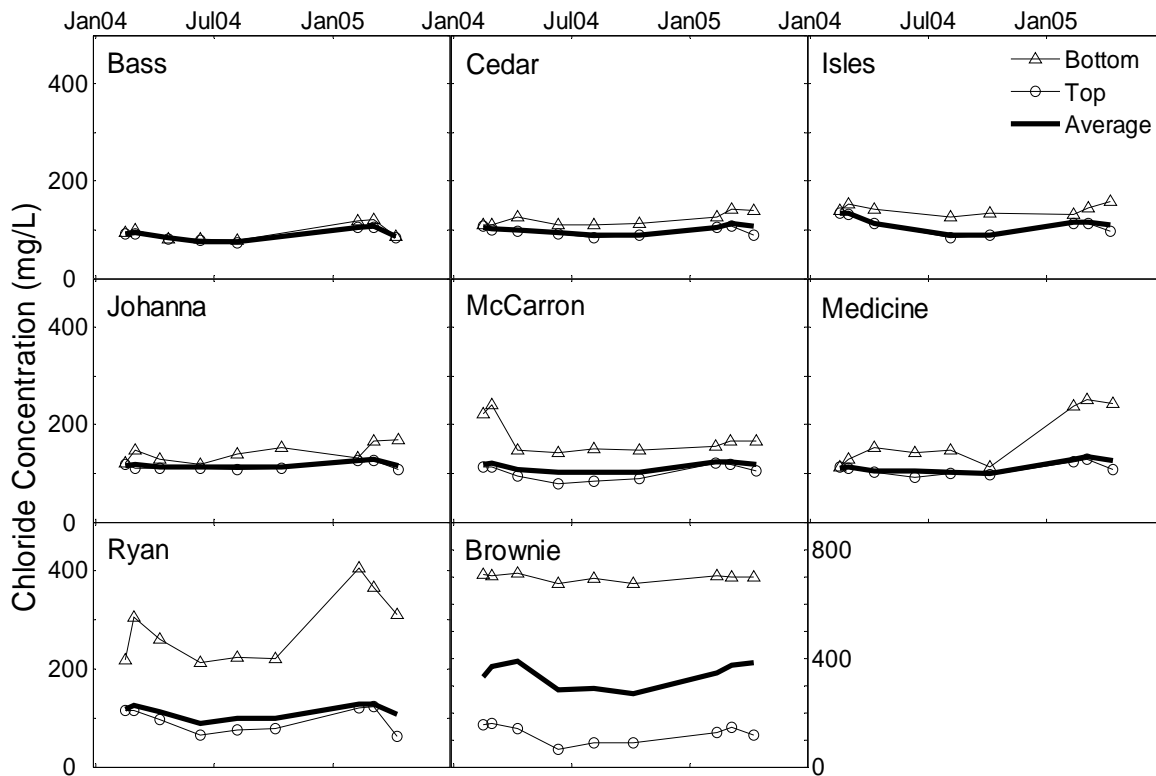 Jan04 Jul04 Jan05 Jan04 Jul04 Jan05 Jan04 Jul04 Jan05
Chloride Concentration (mg/L)
Bass
Cedar
Isles
Bottom
Top
Average
400
200
0
Johanna
McCarron
Medicine
400
200
0
Ryan
Brownie
800
400
400
200
0
0